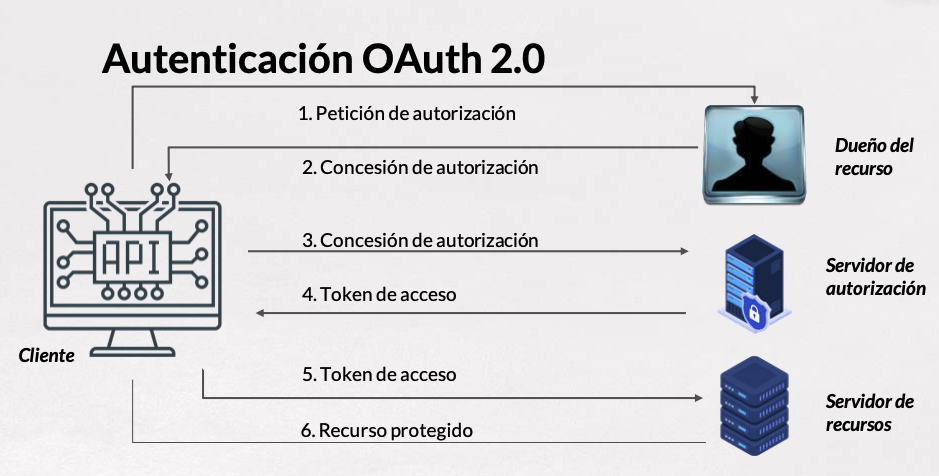 Autenticación OAuth 2.0
1. Petición de autorización
2. Concesión de autorización
Dueño del
recurso
API
3. Concesión de autorización
Servidor de
autorización
4. Token de acceso
Cliente
5. Token de acceso
Servidor de
recursos
6. Recurso protegido